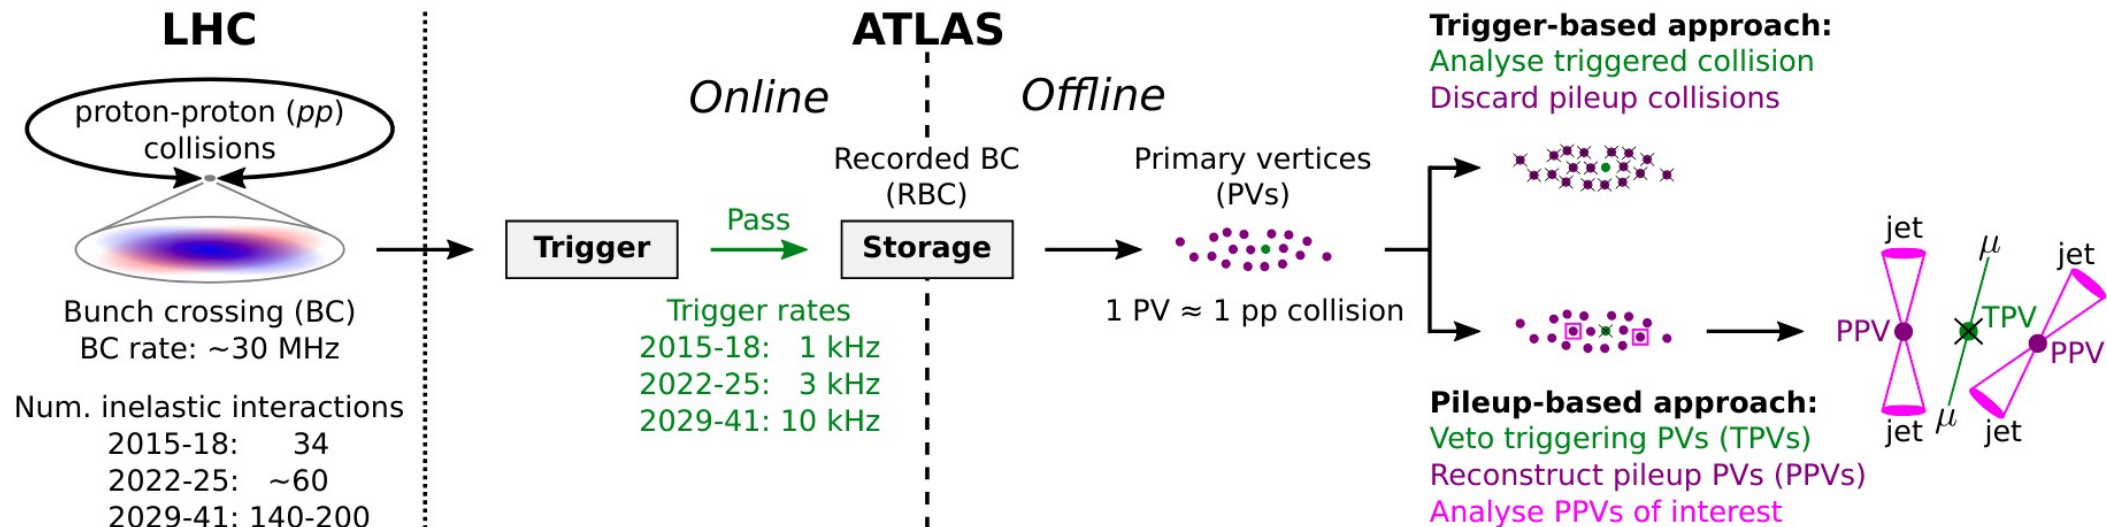 LHC
proton-proton (pp)
collisions
Bunch crossing (BC)
BC rate: ~30 MHz
Num. inelastic interactions
2015-18: 34
2022-25: ~60
2029-41: 140-200
ATLAS
Online
Offline
Trigger
Pass
Trigger rates
2015-18: 1 kHz
2022-25: 3 kHz
2029-41: 10 kHz
Recorded BC
(RBC)
Storage
Primary vertices
(PVs)
1 PV ≈ 1 pp collision
Trigger-based approach:
Analyse triggered collision
Discard pileup collisions
jet
μ
jet
PPV
TPV
PPV
jet
μ
jet
Pileup-based approach:
Veto triggering PVs (TPVs)
Reconstruct pileup PVs (PPVs)
Analyse PPVs of interest